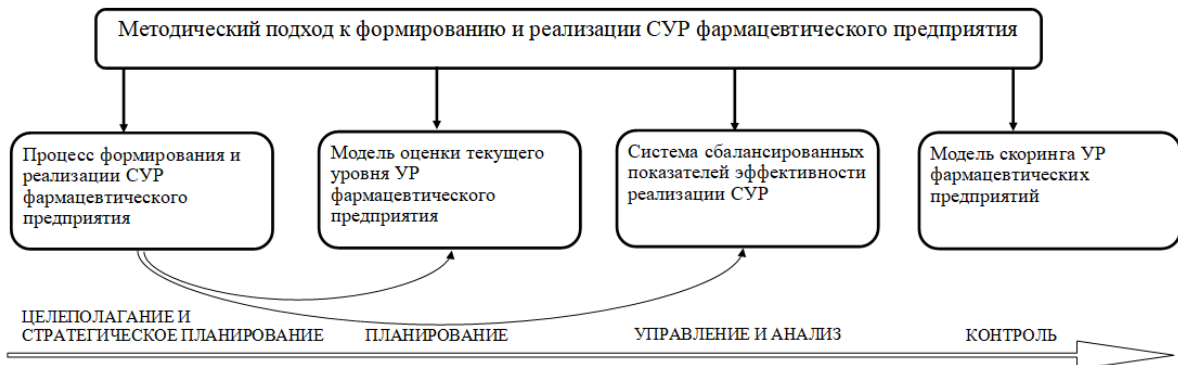 Методический подход к формированию и реализации СУР фармацевтического предприятия
Процесс формирования и
реализации СУР
фармацевтического
предприятия
Модель оценки текущего
уровня УР
фармацевтического
предприятия
Система сбалансированных
показателей эффективности
реализации СУР
Модель скоринга УР
фармацевтических
предприятий
ЦЕЛЕПОЛАГАНИЕ И
СТРАТЕГИЧЕСКОЕ ПЛАНИРОВАНИЕ
ПЛАНИРОВАНИЕ
УПРАВЛЕНИЕ И АНАЛИЗ
КОНТРОЛЬ